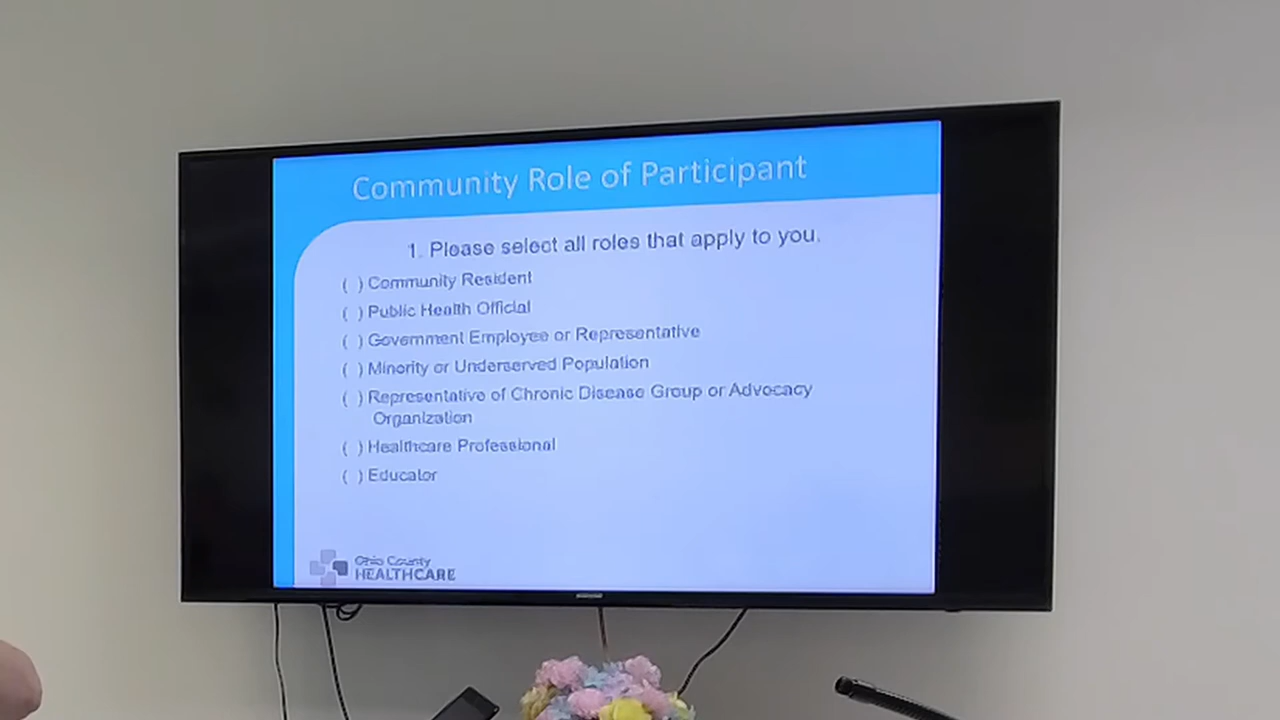 Community Role of Participant
1. Please select all roles that apply to you.
( ) Community Resident
( ) Public Health Official
( ) Government Employee or Representative
( ) Minority or Underserved Population
( ) Representative of Chronic Disease Group or Advocacy
Organization
( ) Healthcare Professional
( ) Educator
Ohio County
HEALTHCARE